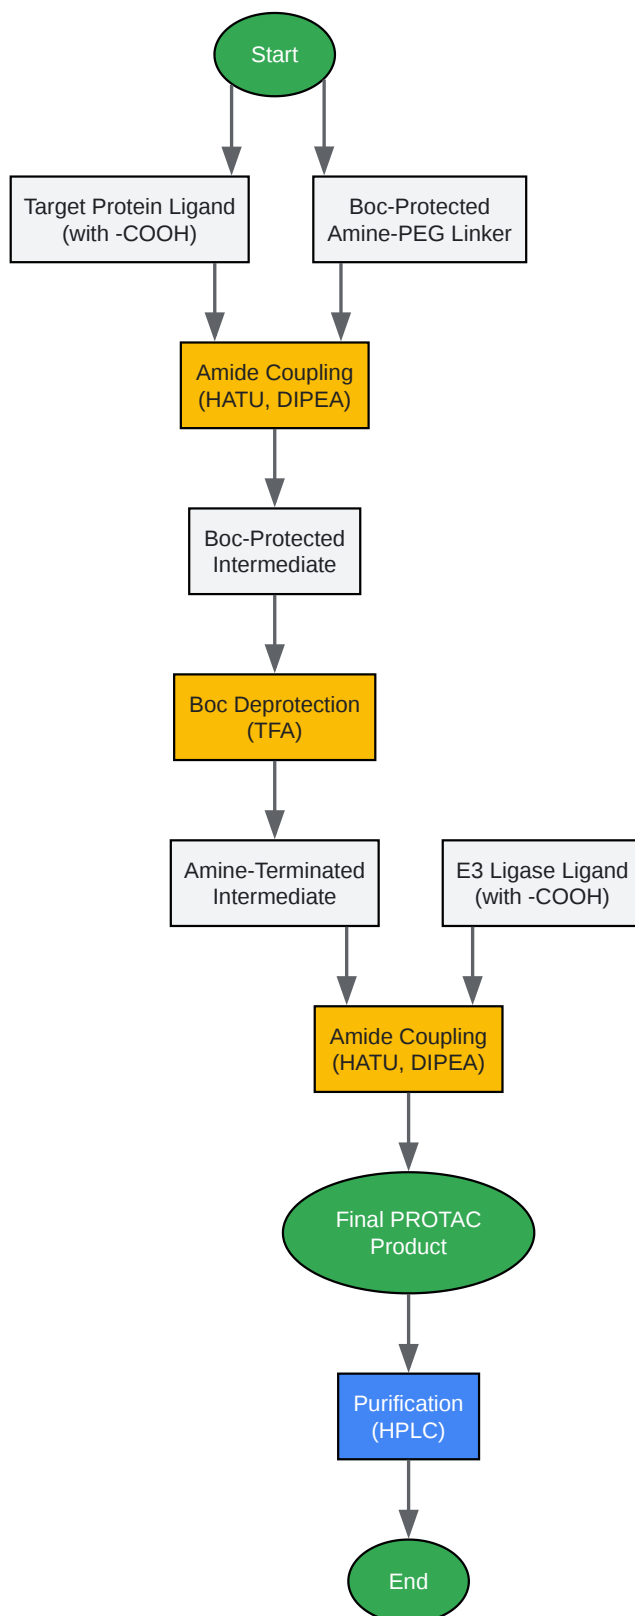 Start
Target Protein Ligand
(with -COOH)
Boc-Protected
Amine-PEG Linker
Amide Coupling
(HATU, DIPEA)
Boc-Protected
Intermediate
Boc Deprotection
(TFA)
Amine-Terminated
Intermediate
E3 Ligase Ligand
(with -COOH)
Amide Coupling
(HATU, DIPEA)
Final PROTAC
Product
Purification
(HPLC)
End